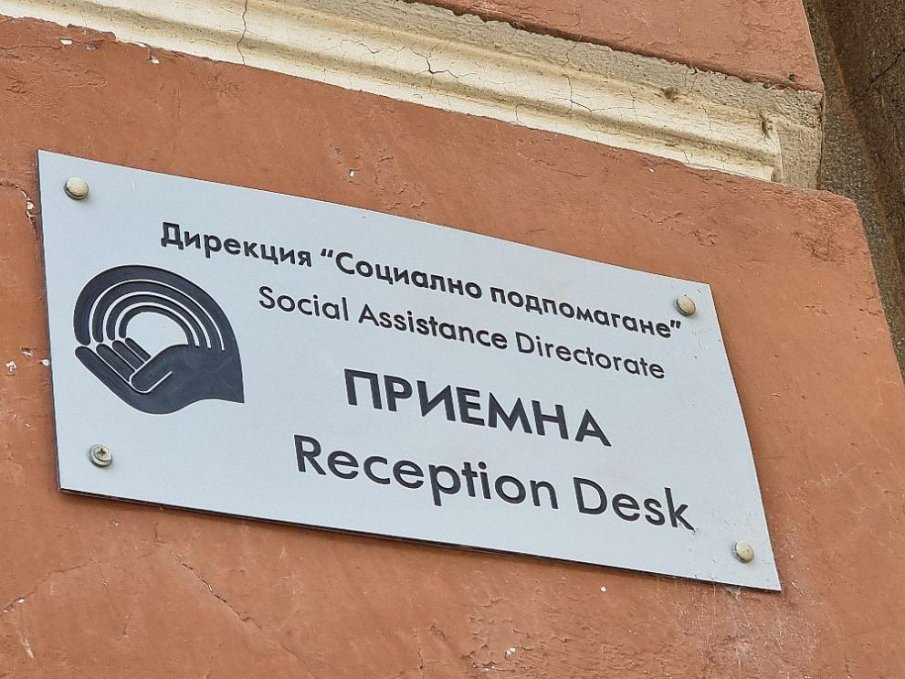 Дирекция “Социално подпомагане”
Social Assistance Directorate
ПРИЕМНА
Reception Desk